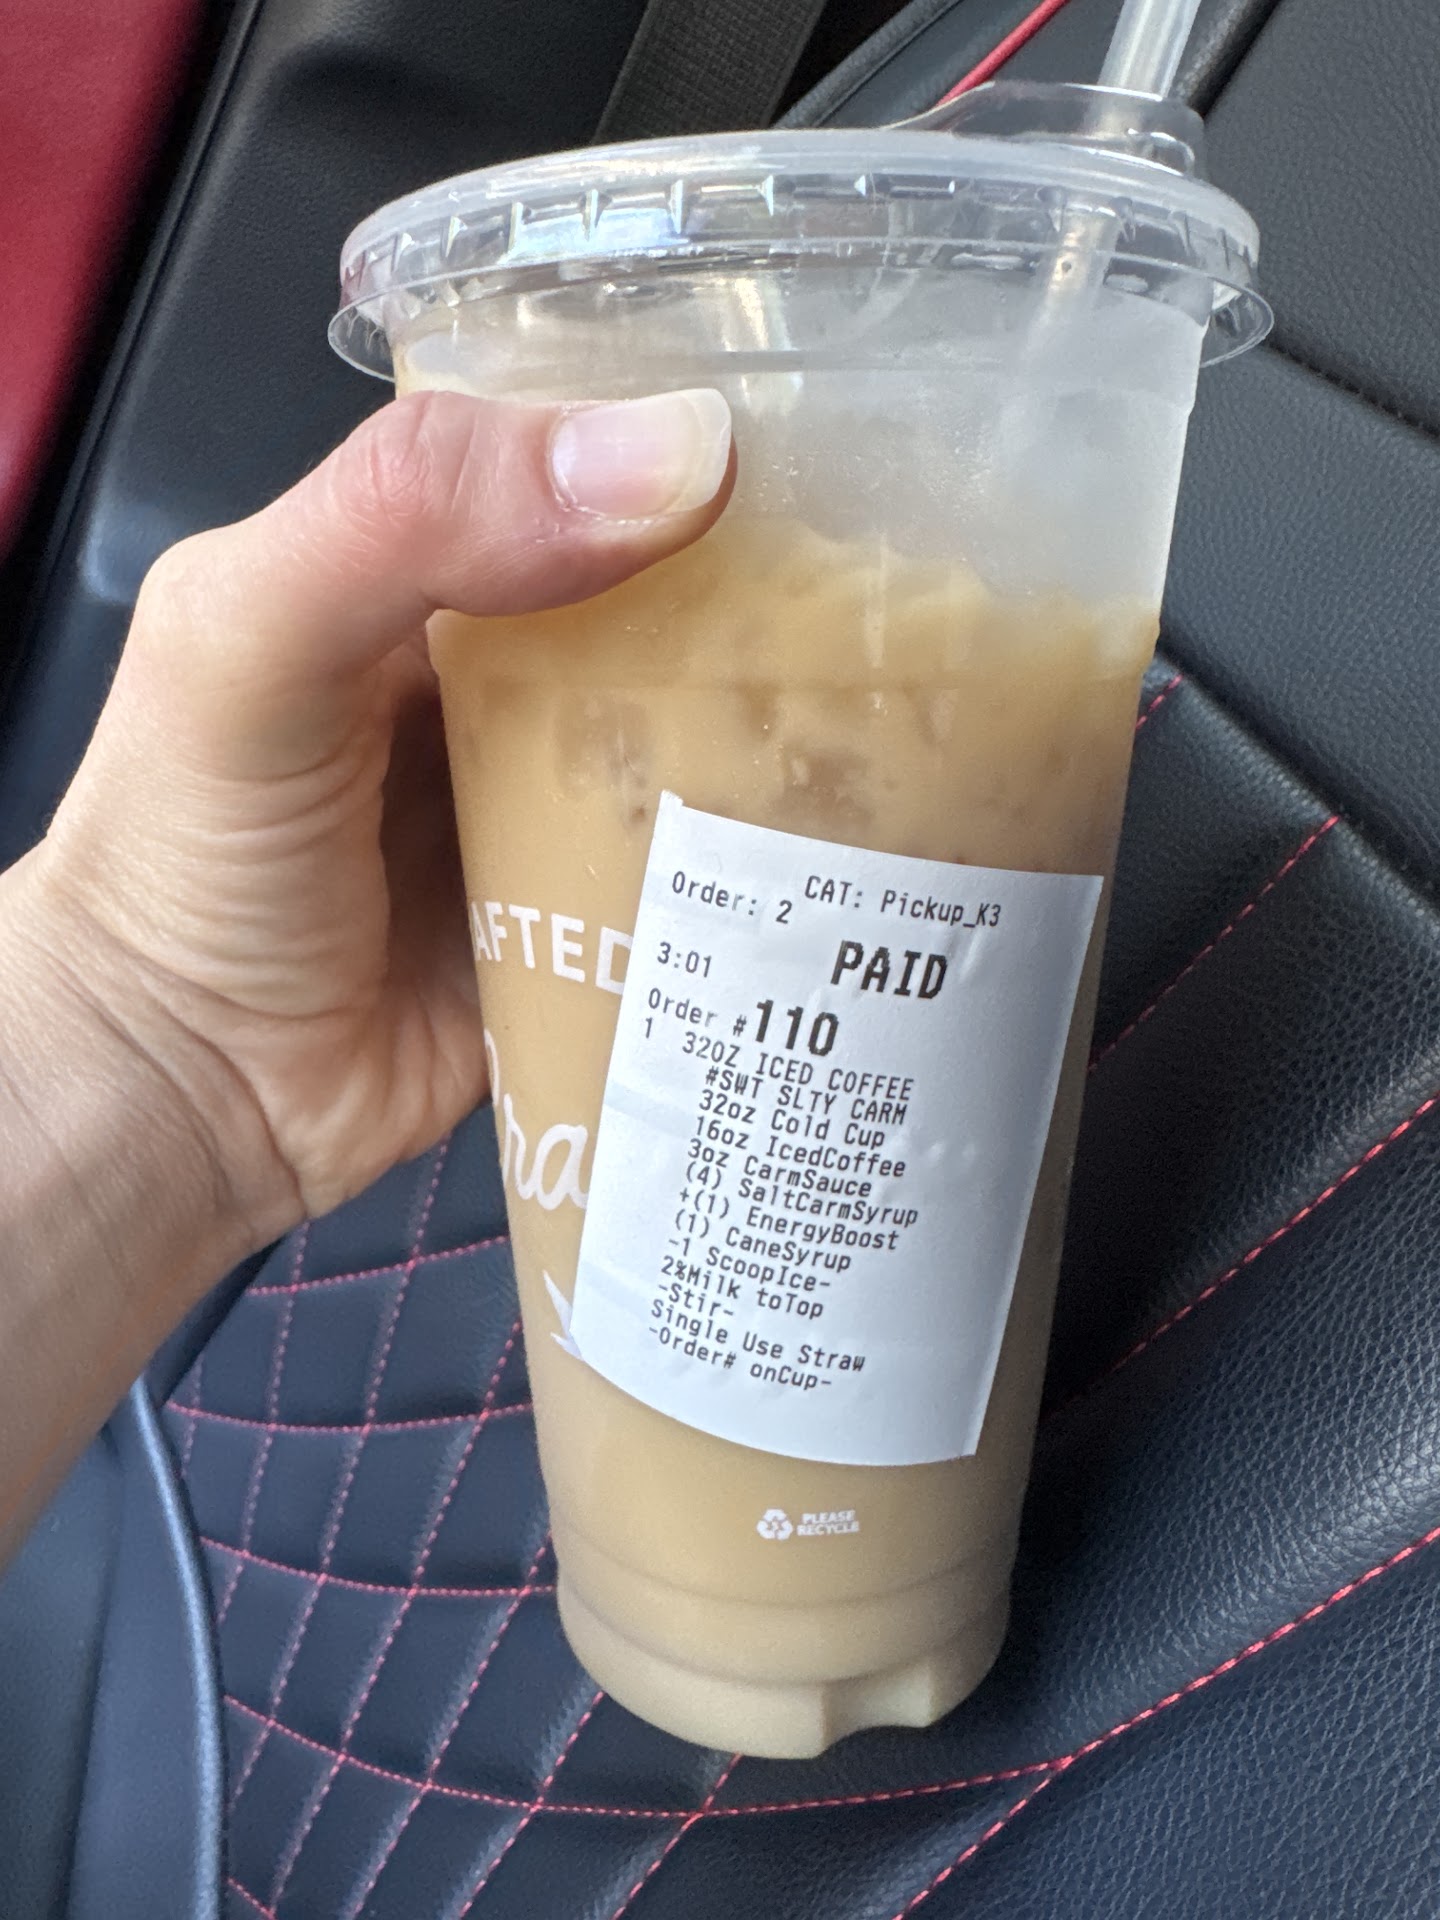 CAT: Pickup_K3
Order: 2
3:01 PAID
Order #110
1 32OZ ICED COFFEE
#SWT SLTY CARM
32oz Cold Cup
16oz IcedCoffee
3oz CarmSauce
(4) SaltCarmSyrup
+(1) EnergyBoost
(1) CaneSyrup
-1 ScoopIce-
2%Milk toTop
-Stir-
Single Use Straw
-Order# onCup-
AFTED
PLEASE
RECYCLE